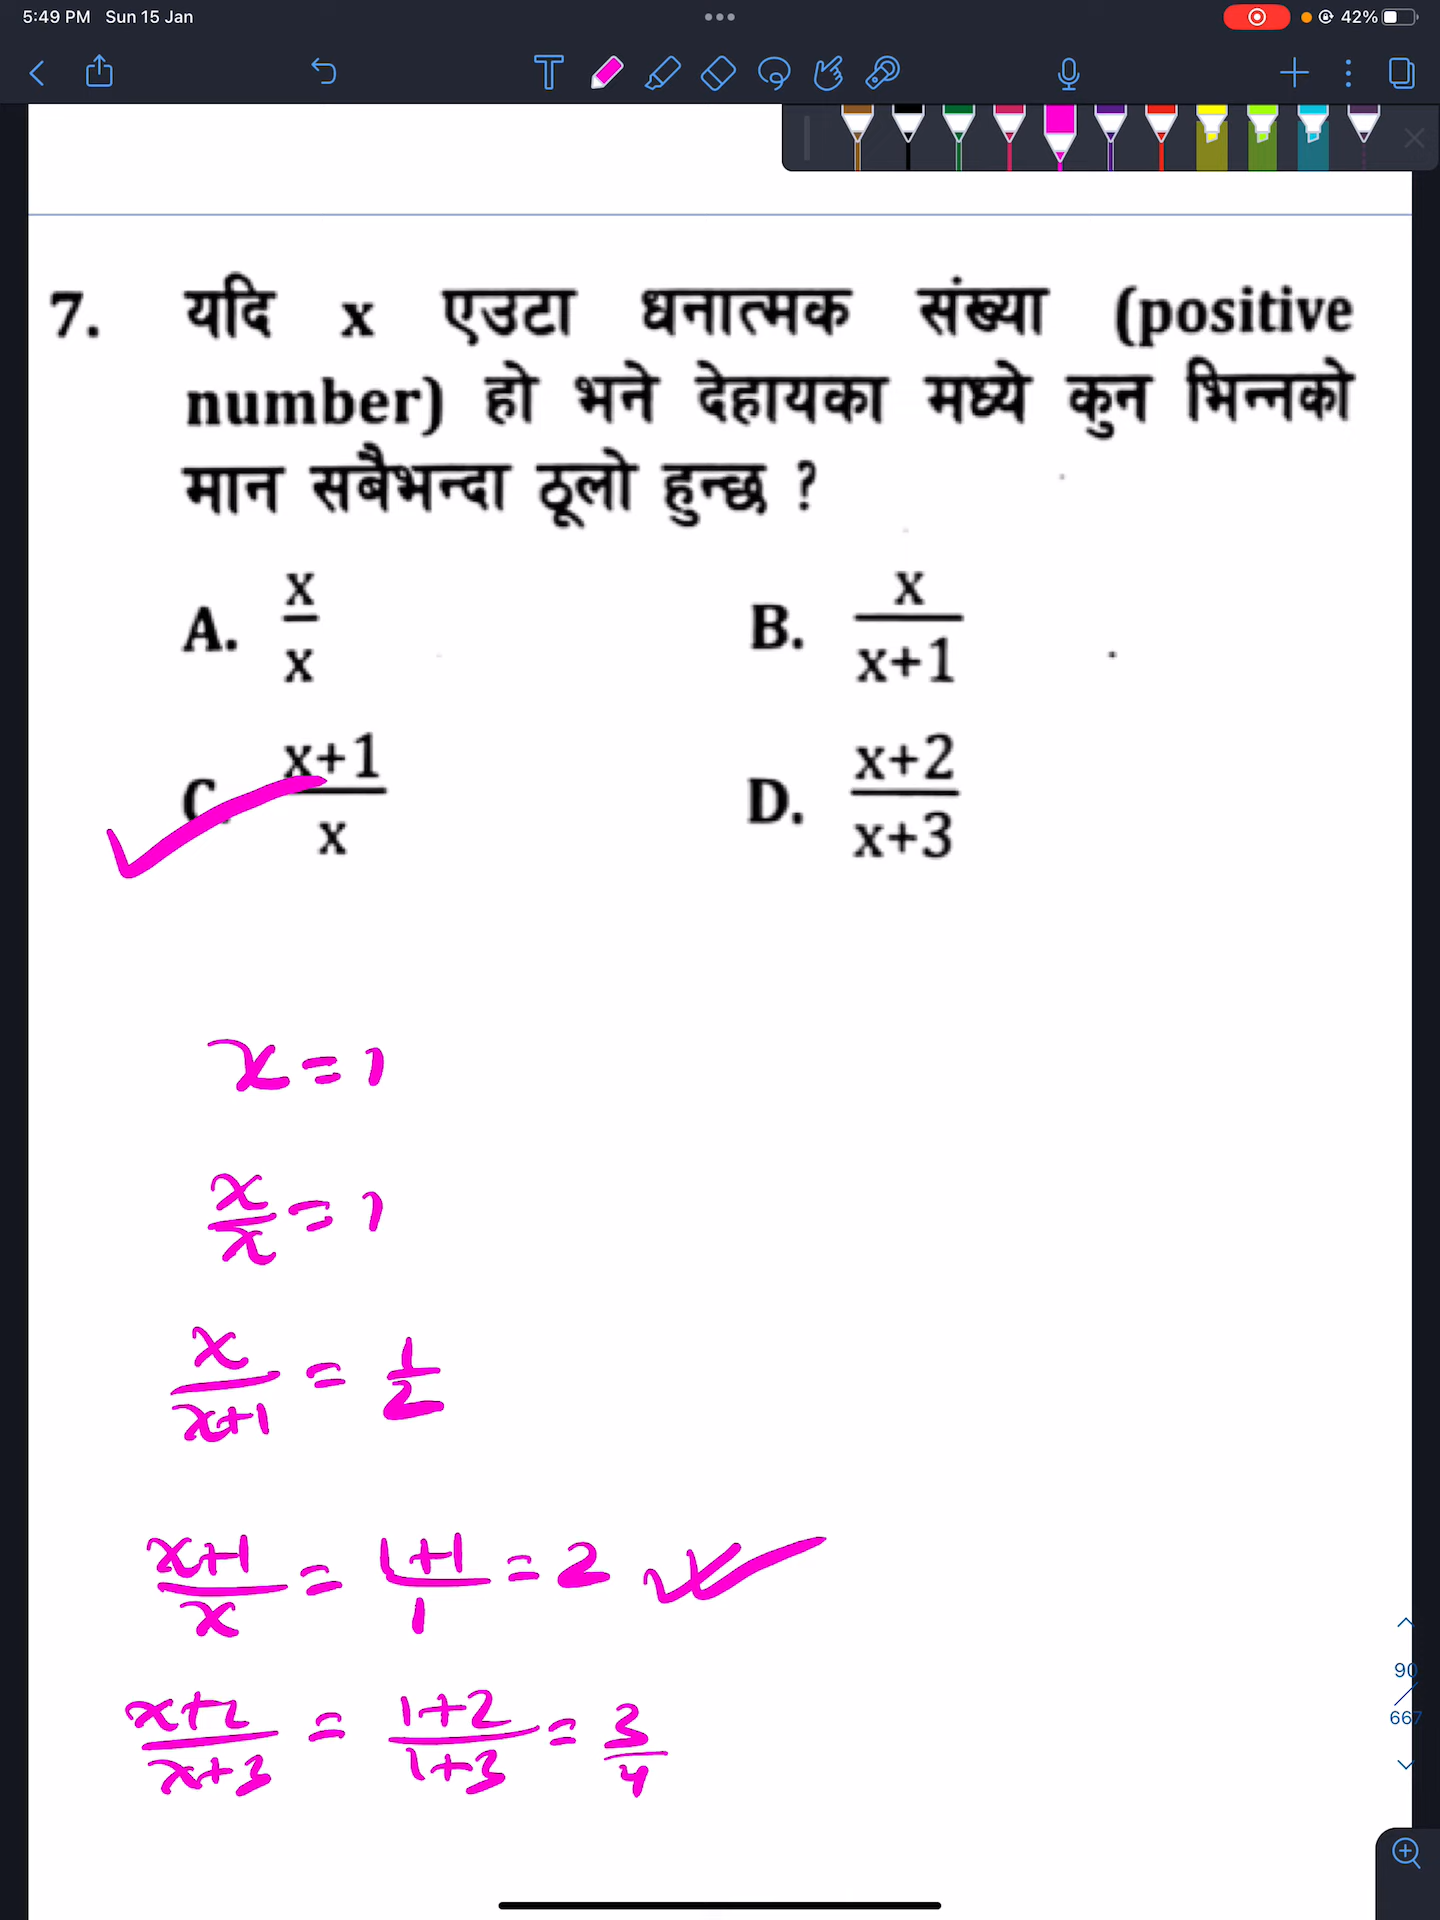 5:49 PM Sun 15 Jan
42%
7. यदि x एउटा धनात्मक संख्या (positive
number) हो भने देहायका मध्ये कुन भिन्नको
मान सबैभन्दा ठूलो हुन्छ ?
A. x/x
B. x/x+1
C. x+1/x
D. x+2/x+3
x = 1
x/x = 1
x/x+1 = 1/2
x+1/x = 1+1/1 = 2
x+2/x+3 = 1+2/1+3 = 3/4
90
667